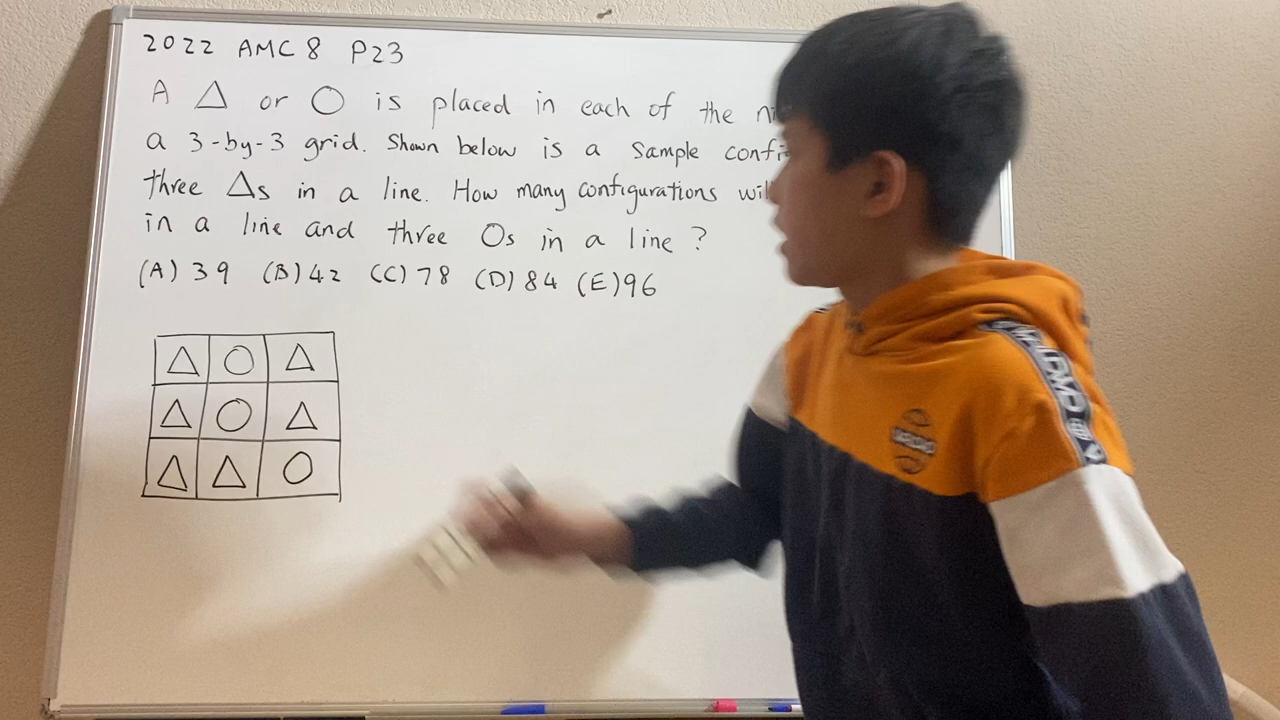 2022 AMC 8 P23
A △ or ○ is placed in each of the
a 3-by-3 grid. Shown below is a sample
three △s in a line. How many configurations
in a line and three Os in a line?
(A) 39 (B) 42 (C) 78 (D) 84 (E) 96
△ ○ △
△ ○ △
△ △ ○